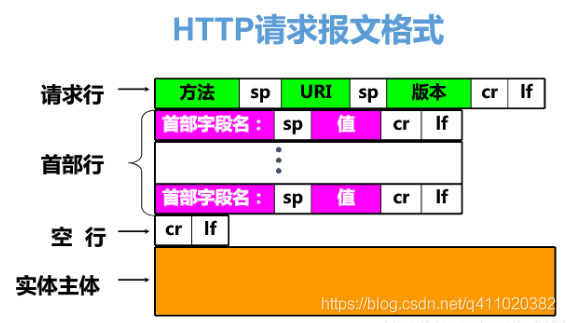 HTTP请求报文格式
请求行 方法 sp URI sp 版本 cr lf
首部字段名： sp 值 cr lf
首部行
首部字段名： sp 值 cr lf
空 行 cr lf
实体主体
https://blog.csdn.net/q411020382